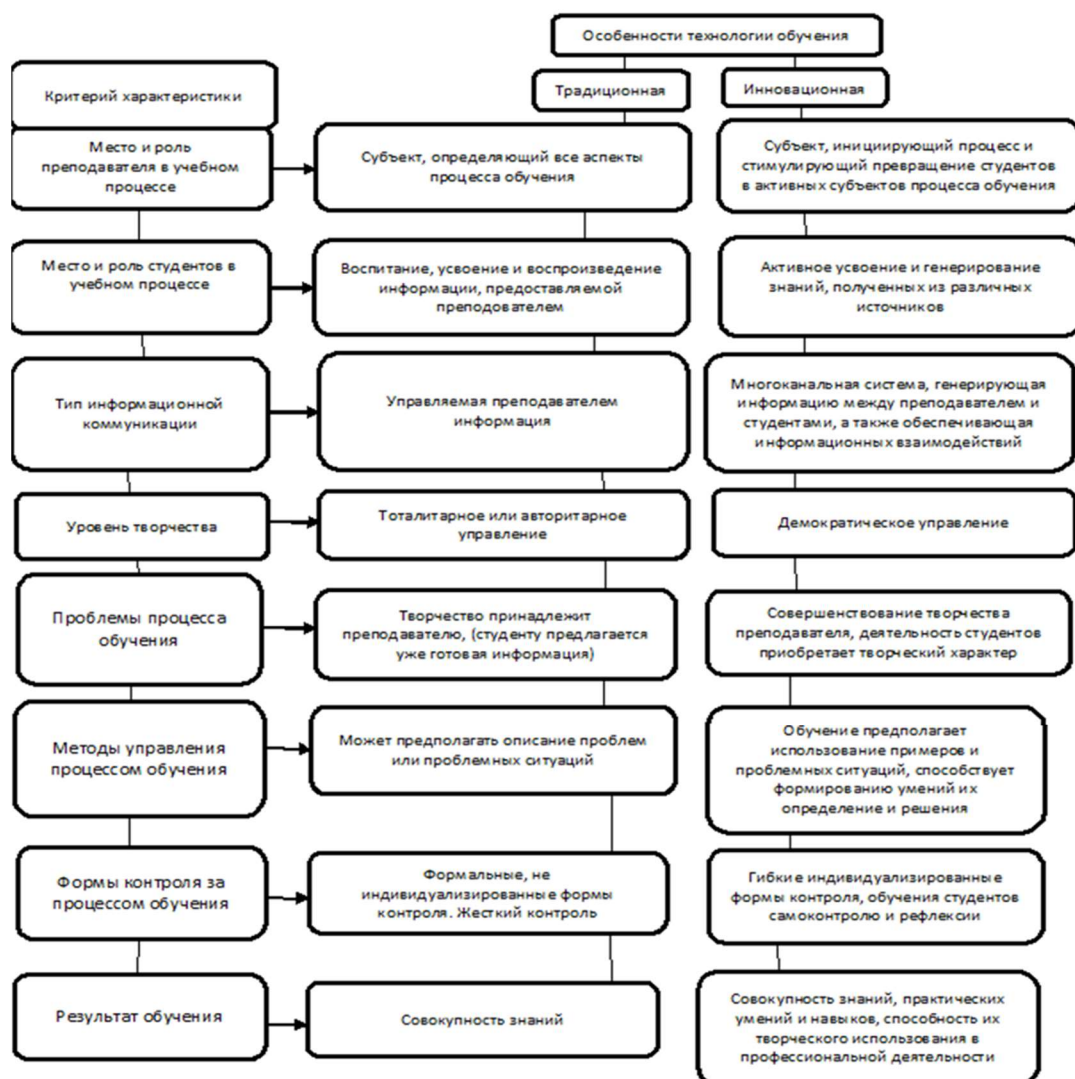 Особенности технологии обучения
Критерий характеристики
Традиционная
Инновационная
Место и роль
преподавателя в учебном
процессе
Субъект, определяющий все аспекты
процесса обучения
Субъект, инициирующий процесс и
стимулирующий превращение студентов
в активных субъектов процесса обучения
Место и роль студентов в
учебном процессе
Воспитание, усвоение и воспроизведение
информации, предоставляемой
преподователем
Активное усвоение и генерирование
знаний, полученных из различных
источников
Тип информационной
коммуникации
Управляемая преподавателем
информация
Многоканальная система, генерирующая
информацию между преподавателем и
студентами, а также обеспечивающая
информационных взаимодействий
Уровень творчества
Тоталитарное или авторитарное
управление
Демократическое управление
Проблемы процесса
обучения
Творчество принадлежит
преподавателю, (студенту предлагается
уже готовая информация)
Совершенствование творчества
преподавателя, деятельность студентов
приобретает творческий характер
Методы управления
процессом обучения
Может предполагать описание проблем
или проблемных ситуаций
Обучение предполагает
использование примеров и
проблемных ситуаций, способствует
формированию умений их
определение и решения
Формы контроля за
процессом обучения
Формальные, не
индивидуализированные формы
контроля. Жесткий контроль
Гибкие индивидуализированные
формы контроля, обучения студентов
самоконтролю и рефлексии
Результат обучения
Совокупность знаний
Совокупность знаний, практических
умений и навыков, способность их
творческого использования в
профессиональной деятельности